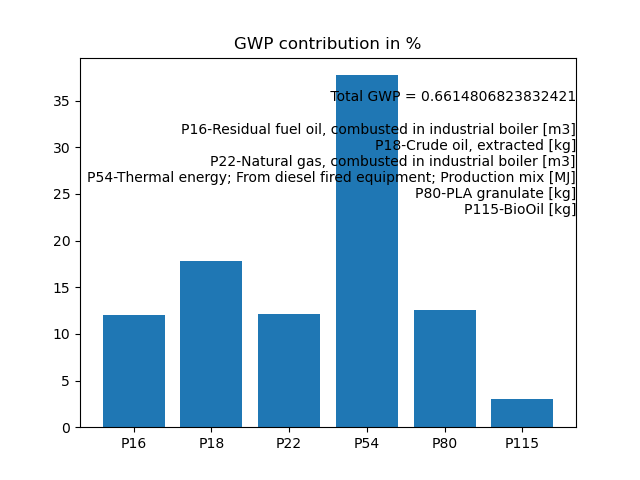 GWP contribution in %
Total GWP = 0.6614806823832421
P16-Residual fuel oil, combusted in industrial boiler [m3]
P18-Crude oil, extracted [kg]
P22-Natural gas, combusted in industrial boiler [m3]
P54-Thermal energy; From diesel fired equipment; Production mix [MJ]
P80-PLA granulate [kg]
P115-BioOil [kg]
35
30
25
20
15
10
5
0
P16 P18 P22 P54 P80 P115